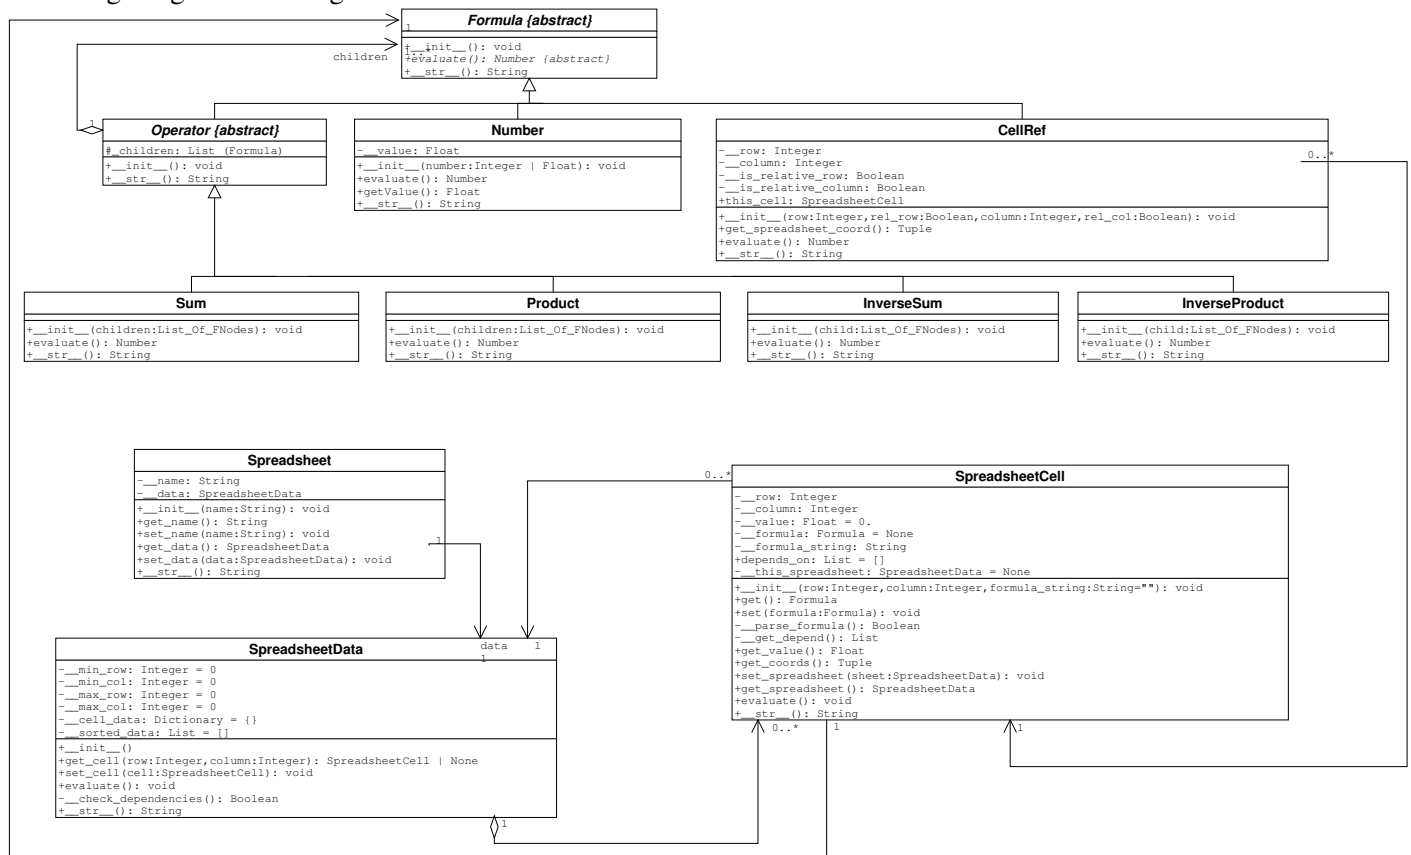 Formula {abstract}
1
+__init__(): void
1..*
+evaluate(): Number {abstract}
+__str__(): String
children
1
Operator {abstract}
#_children: List (Formula)
+__init__(): void
+__str__(): String
Number
-__value: Float
+__init__(number:Integer | Float): void
+evaluate(): Number
+getValue(): Float
+__str__(): String
CellRef
-__row: Integer
-__column: Integer
-__is_relative_row: Boolean
-__is_relative_column: Boolean
+this_cell: SpreadsheetCell
+__init__(row:Integer,rel_row:Boolean,column:Integer,rel_col:Boolean): void
+get_spreadsheet_coord(): Tuple
+evaluate(): Number
+__str__(): String
0..*
Sum
+__init__(children:List_Of_FNodes): void
+evaluate(): Number
+__str__(): String
Product
+__init__(children:List_Of_FNodes): void
+evaluate(): Number
+__str__(): String
InverseSum
+__init__(child:List_Of_FNodes): void
+evaluate(): Number
+__str__(): String
InverseProduct
+__init__(child:List_Of_FNodes): void
+evaluate(): Number
+__str__(): String
Spreadsheet
-__name: String
-__data: SpreadsheetData
+__init__(name:String): void
+get_name(): String
+set_name(name:String): void
+get_data(): SpreadsheetData
+set_data(data:SpreadsheetData): void
+__str__(): String
1
0..*
SpreadsheetCell
-__row: Integer
-__column: Integer
-__value: Float = 0.
-__formula: Formula = None
-__formula_string: String
+depends_on: List = []
-__this_spreadsheet: SpreadsheetData = None
+__init__(row:Integer,column:Integer,formula_string:String=""): void
+get(): Formula
+set(formula:Formula): void
-__parse_formula(): Boolean
-__get_depend(): List
+get_value(): Float
+get_coords(): Tuple
+set_spreadsheet(sheet:SpreadsheetData): void
+get_spreadsheet(): SpreadsheetData
+evaluate(): void
+__str__(): String
0..*
1
1
data
1
1
SpreadsheetData
-__min_row: Integer = 0
-__min_col: Integer = 0
-__max_row: Integer = 0
-__max_col: Integer = 0
-__cell_data: Dictionary = {}
-__sorted_data: List = []
+__init__()
+get_cell(row:Integer,column:Integer): SpreadsheetCell | None
+set_cell(cell:SpreadsheetCell): void
+evaluate(): void
-__check_dependencies(): Boolean
+__str__(): String
1